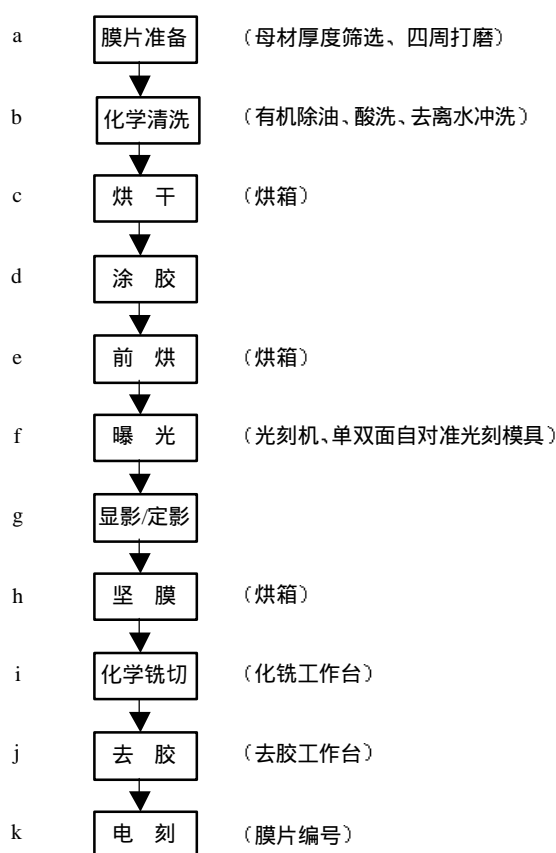 a 膜片准备 (母材厚度筛选、四周打磨)
b 化学清洗 (有机除油、酸洗、去离水冲洗)
c 烘 干 (烘箱)
d 涂 胶
e 前 烘 (烘箱)
f 曝 光 (光刻机、单双面自对准光刻模具)
g 显影/定影
h 坚 膜 (烘箱)
i 化学铣切 (化铣工作台)
j 去 胶 (去胶工作台)
k 电 刻 (膜片编号)